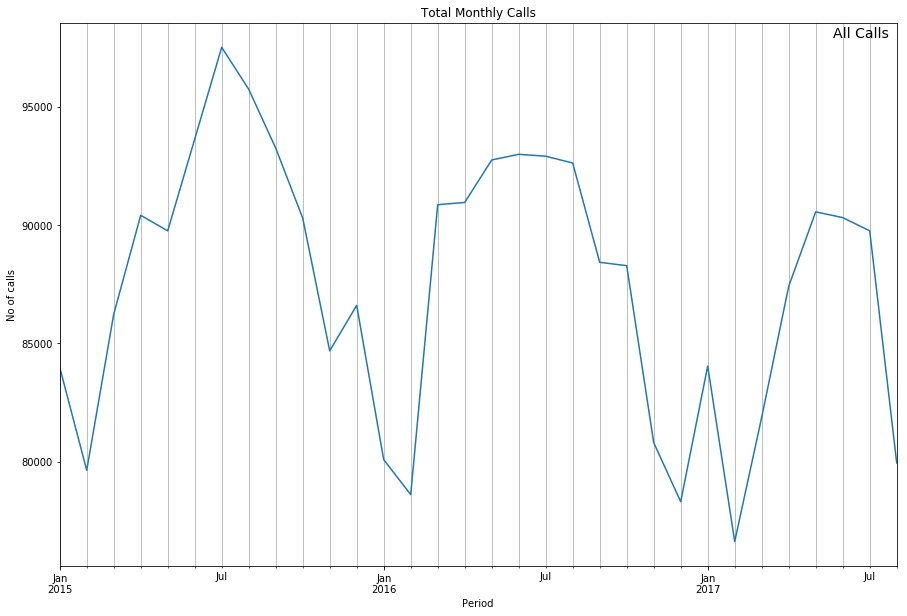 Total Monthly Calls
All Calls
No of calls
95000
90000
85000
80000
Jan Jul Jan Jul Jan Jul
2015 2016 2017
Period